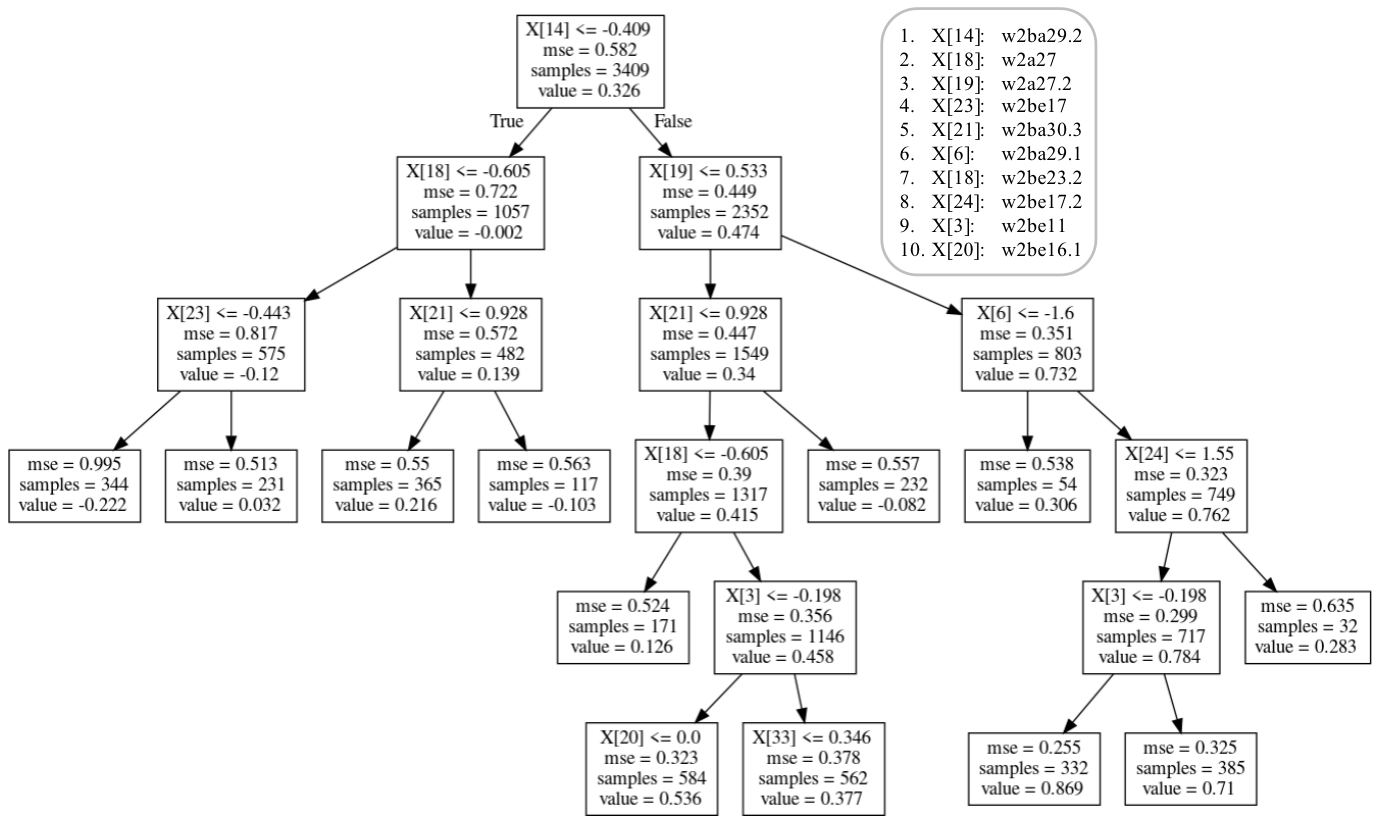 X[14] <= -0.409
mse = 0.582
samples = 3409
value = 0.326
1. X[14]: w2ba29.2
2. X[18]: w2a27
3. X[19]: w2a27.2
4. X[23]: w2be17
5. X[21]: w2ba30.3
6. X[6]: w2ba29.1
7. X[18]: w2be23.2
8. X[24]: w2be17.2
9. X[3]: w2be11
10. X[20]: w2be16.1
True
False
X[18] <= -0.605
mse = 0.722
samples = 1057
value = -0.002
X[19] <= 0.533
mse = 0.449
samples = 2352
value = 0.474
X[23] <= -0.443
mse = 0.817
samples = 575
value = -0.12
X[21] <= 0.928
mse = 0.572
samples = 482
value = 0.139
X[21] <= 0.928
mse = 0.447
samples = 1549
value = 0.34
X[6] <= -1.6
mse = 0.351
samples = 803
value = 0.732
mse = 0.995
samples = 344
value = -0.222
mse = 0.513
samples = 231
value = 0.032
mse = 0.55
samples = 365
value = 0.216
mse = 0.563
samples = 117
value = -0.103
X[18] <= -0.605
mse = 0.39
samples = 1317
value = 0.415
mse = 0.557
samples = 232
value = -0.082
mse = 0.538
samples = 54
value = 0.306
X[24] <= 1.55
mse = 0.323
samples = 749
value = 0.762
mse = 0.524
samples = 171
value = 0.126
X[3] <= -0.198
mse = 0.356
samples = 1146
value = 0.458
X[3] <= -0.198
mse = 0.299
samples = 717
value = 0.784
mse = 0.635
samples = 32
value = 0.283
X[20] <= 0.0
mse = 0.323
samples = 584
value = 0.536
X[33] <= 0.346
mse = 0.378
samples = 562
value = 0.377
mse = 0.255
samples = 332
value = 0.869
mse = 0.325
samples = 385
value = 0.71